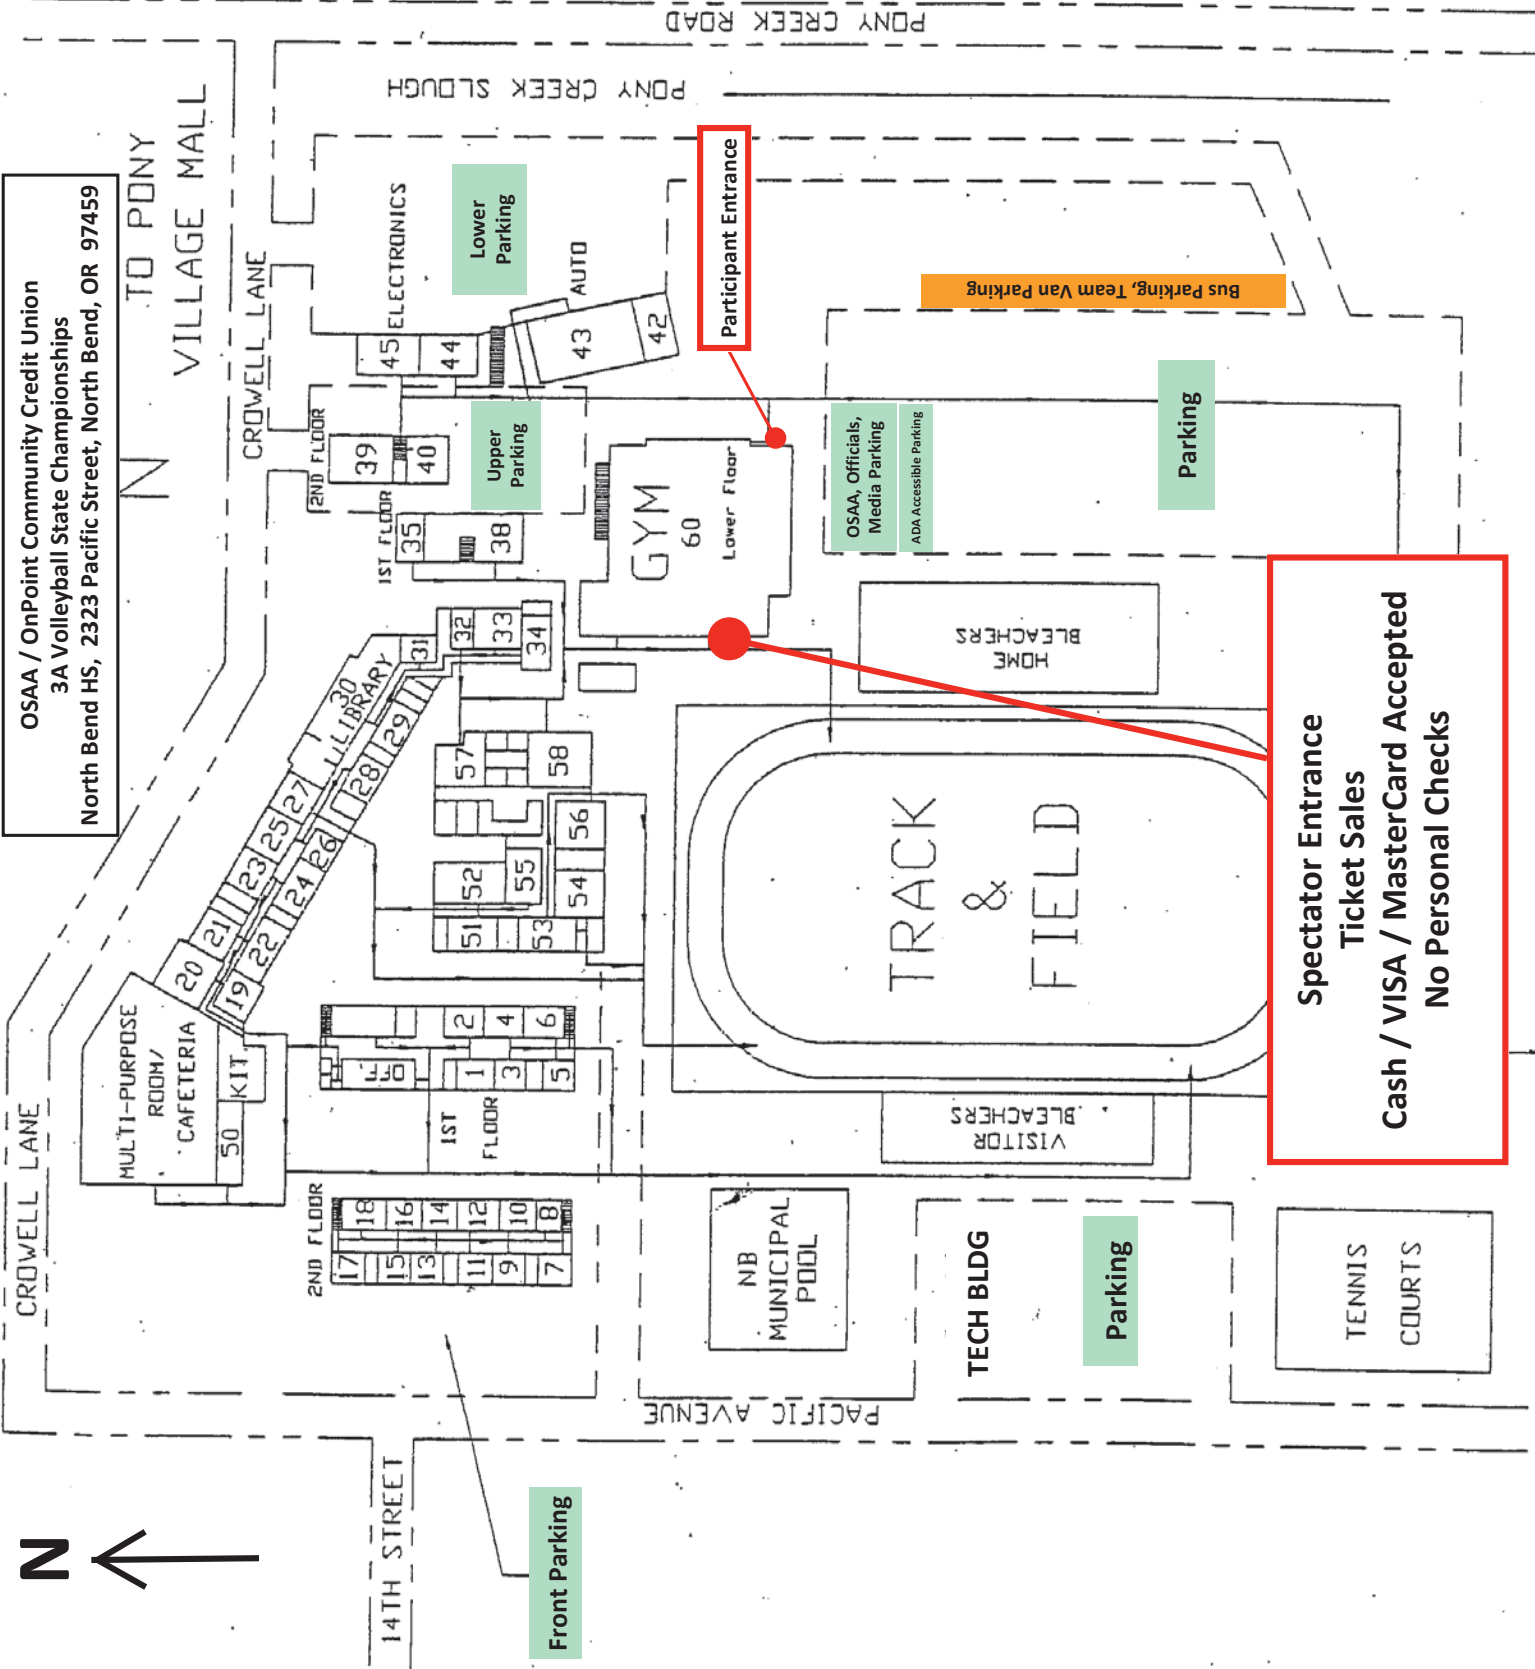 OSAA / OnPoint Community Credit Union
3A Volleyball State Championships
North Bend HS, 2323 Pacific Street, North Bend, OR 97459
PONY CREEK ROAD
PONY CREEK SLOUGH
TO PONY
VILLAGE MALL
N
CROWELL LANE
CROWELL LANE
ELECTRONICS
Lower
Parking
AUTO
45
44
43
42
Participant Entrance
Bus Parking, Team Van Parking
2ND FLOOR
39
40
Upper
Parking
1ST FLOOR
35
38
GYM
60
Lower Floor
OSAA, Officials,
Media Parking
ADA Accessible Parking
Parking
HOME
BLEACHERS
30
LIBRARY
31
32
33
34
29
28
27
26
25
24
23
22
21
20
19
57
58
56
55
54
53
52
51
MULTI-PURPOSE
ROOM/
CAFETERIA
KIT
50
OFF
2
4
6
1
3
5
1ST
FLOOR
2ND FLOOR
18
16
14
12
10
8
17
15
13
11
9
7
TRACK
&
FIELD
VISITOR
BLEACHERS
Spectator Entrance
Ticket Sales
Cash / VISA / MasterCard Accepted
No Personal Checks
NB
MUNICIPAL
POOL
TECH BLDG
Parking
TENNIS
COURTS
PACIFIC AVENUE
14TH STREET
Front Parking
N